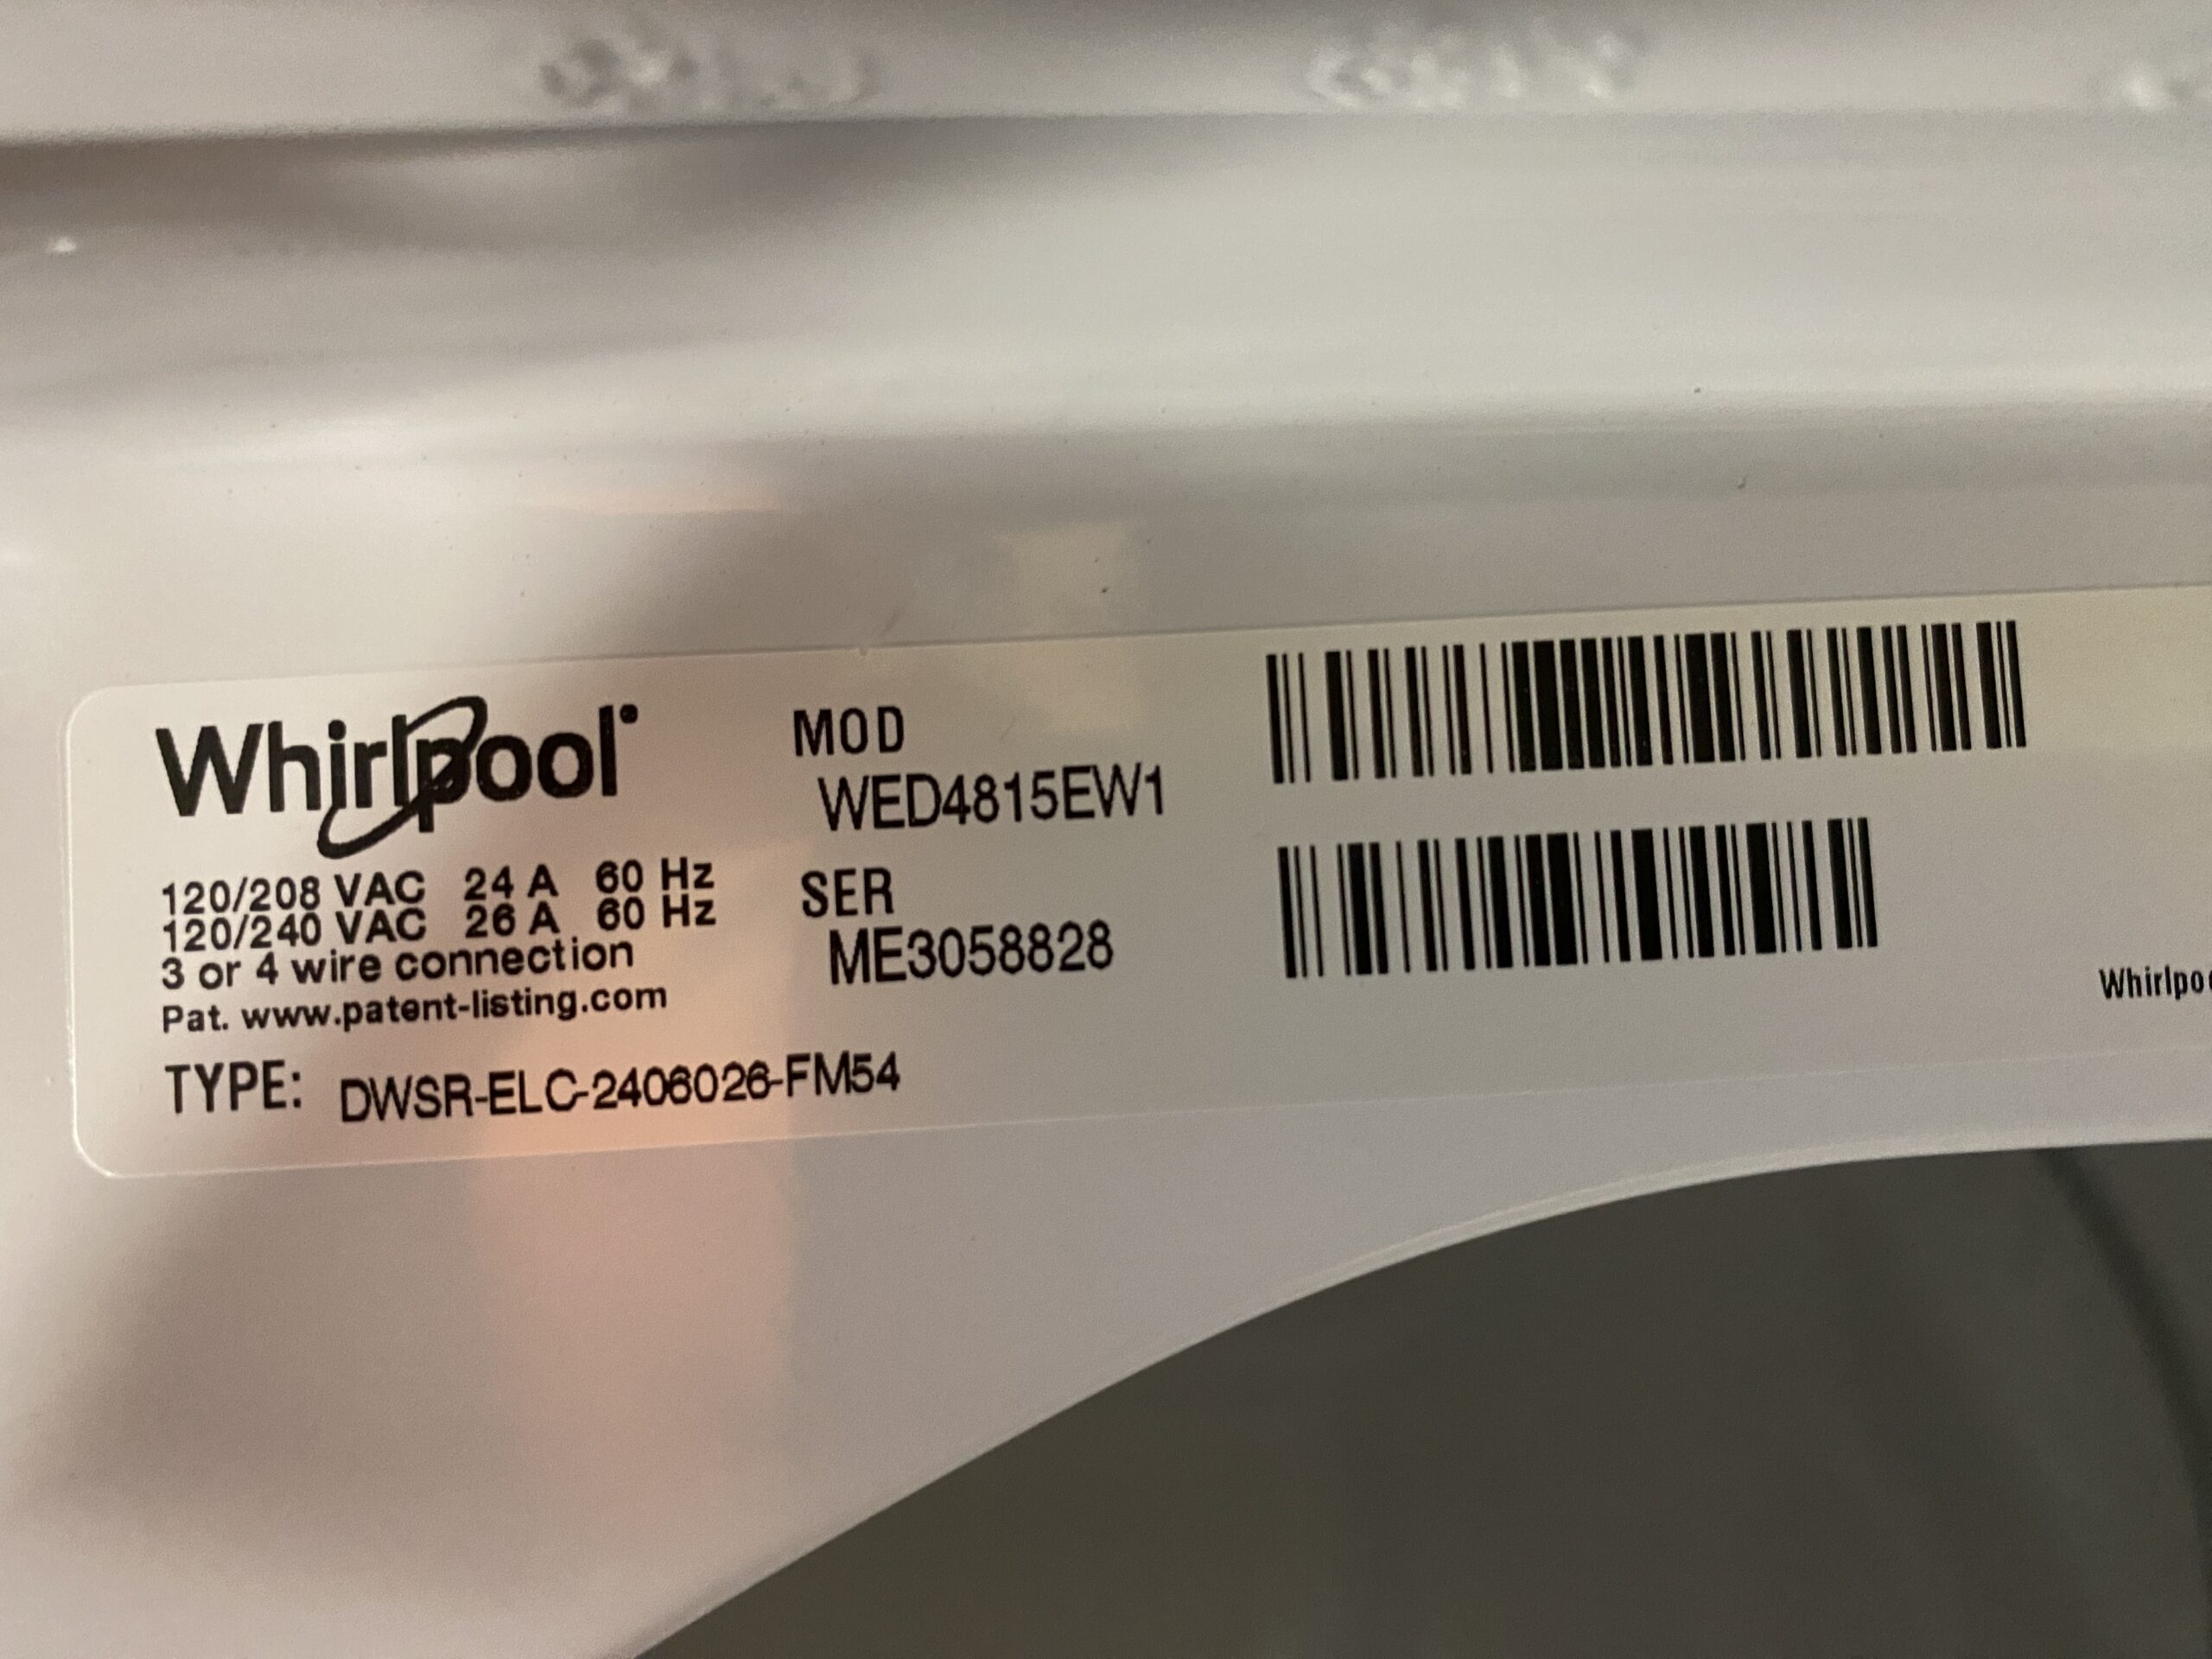 Whirlpool
120/208 VAC 24 A 60 Hz
120/240 VAC 26 A 60 Hz
3 or 4 wire connection
Pat. www.patent-listing.com
TYPE: DWSR-ELC-2406026-FM54
MOD
WED4815EW1
SER
ME3058828
Whirlpo